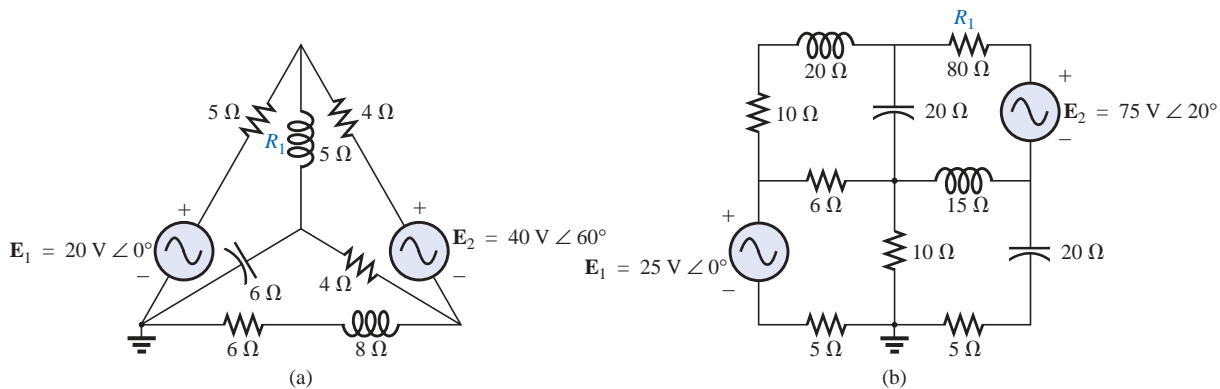 5 Ω
4 Ω
R1
5 Ω
+
E1 = 20 V ∠ 0°
−
+
E2 = 40 V ∠ 60°
−
6 Ω
4 Ω
6 Ω
8 Ω
(a)
20 Ω
R1
80 Ω
10 Ω
20 Ω
+
E2 = 75 V ∠ 20°
−
6 Ω
15 Ω
+
E1 = 25 V ∠ 0°
−
10 Ω
20 Ω
5 Ω
5 Ω
(b)